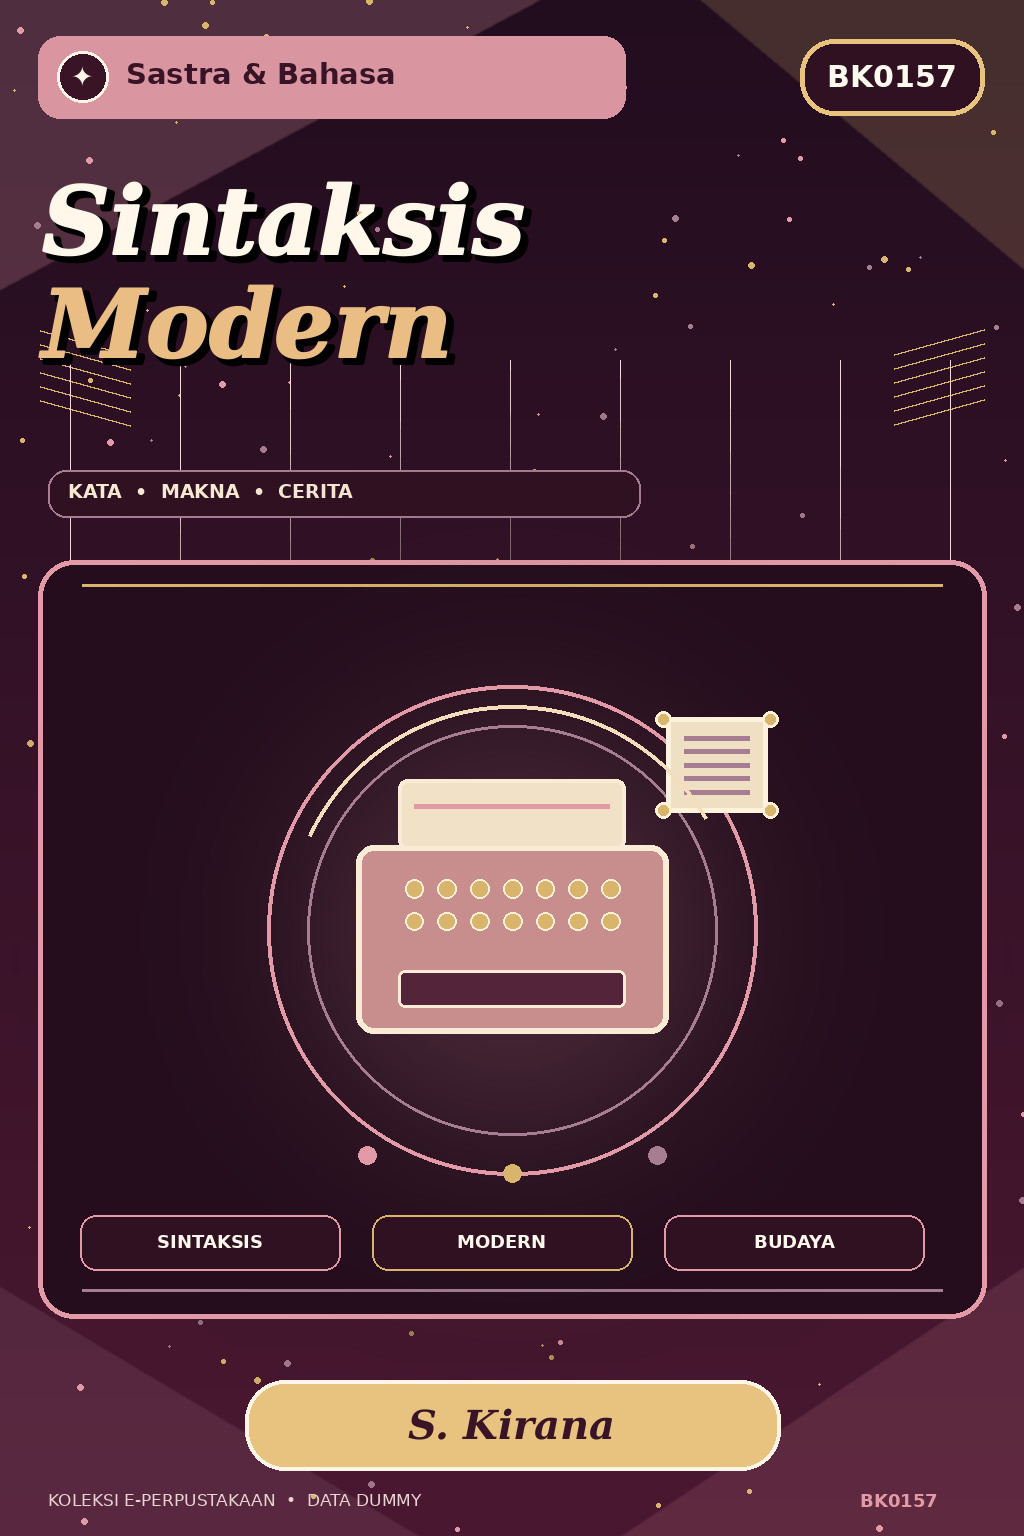 Sastra & Bahasa
BK0157
Sintaksis
Modern
KATA • MAKNA • CERITA
SINTAKSIS
MODERN
BUDAYA
S. Kirana
KOLEKSI E-PERPUSTAKAAN • DATA DUMMY
BK0157